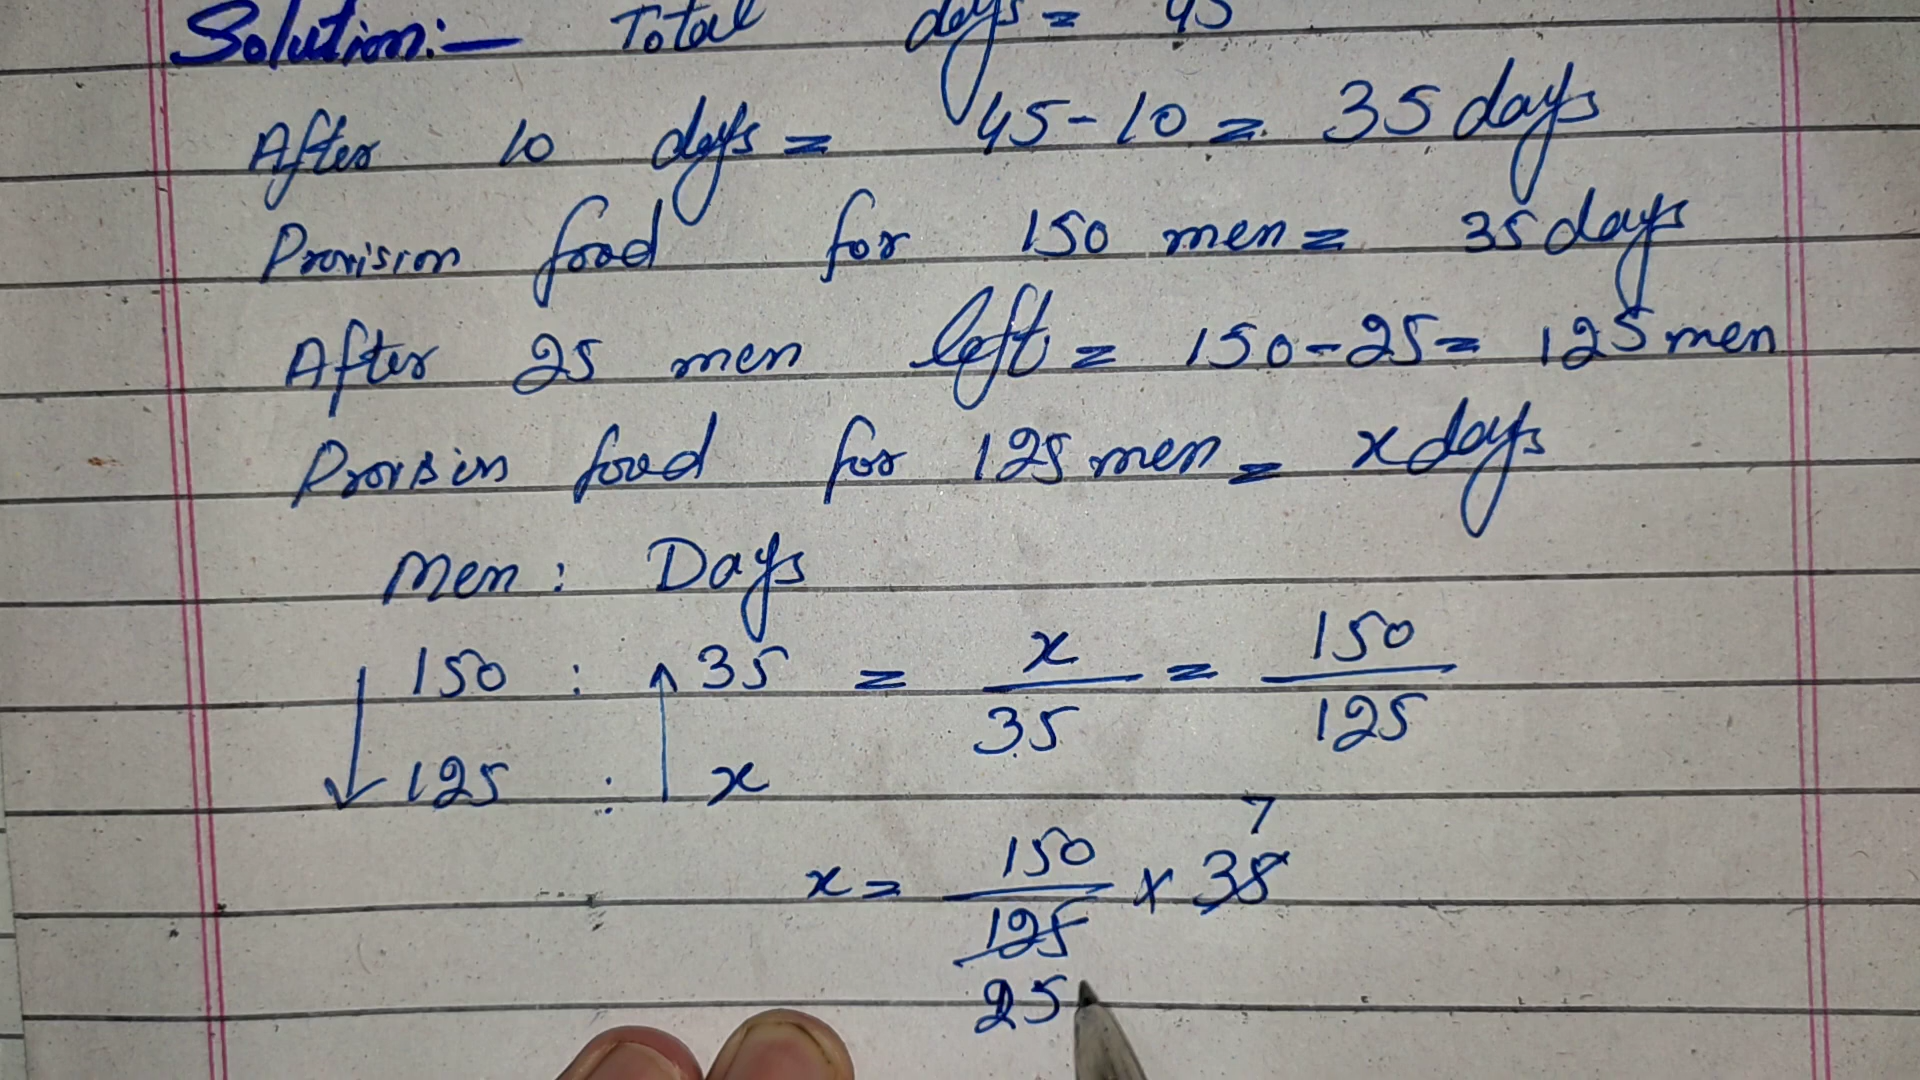 Solution:- Total days = 45
After 10 days = 45-10 = 35 days
Provision food for 150 men = 35 days
After 25 men left = 150-25= 125 men
Provision food for 125 men = x days
Men : Days
150 : 35 = x/35 = 150/125
125 : x
7
x = 150/125 x 35
25